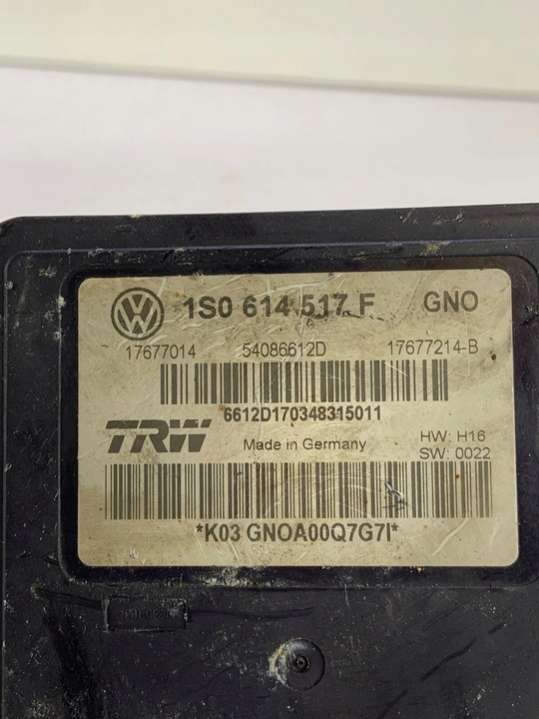 1S0 614 517 F GNO
17677014 54086612D 17677214-B
6612D170348315011
TRW Made in Germany HW: H16
SW: 0022
*K03 GNOA00Q7G7I*